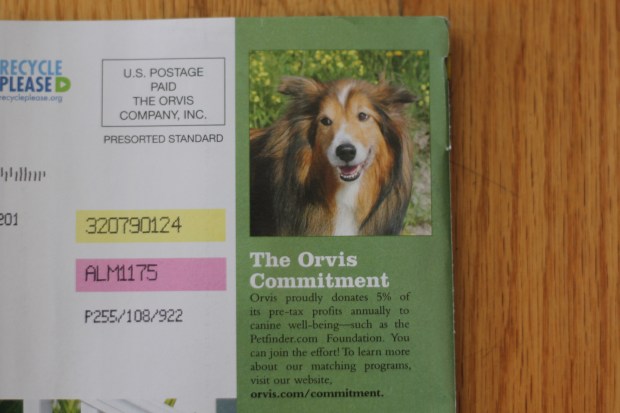 RECYCLE
PLEASE
recycleplease.org
U.S. POSTAGE
PAID
THE ORVIS
COMPANY, INC.
PRESORTED STANDARD
201
320790124
ALM1175
P255/108/922
The Orvis
Commitment
Orvis proudly donates 5% of
its pre-tax profits annually to
canine well-being—such as the
Petfinder.com Foundation. You
can join the effort! To learn more
about our matching programs,
visit our website,
orvis.com/commitment.